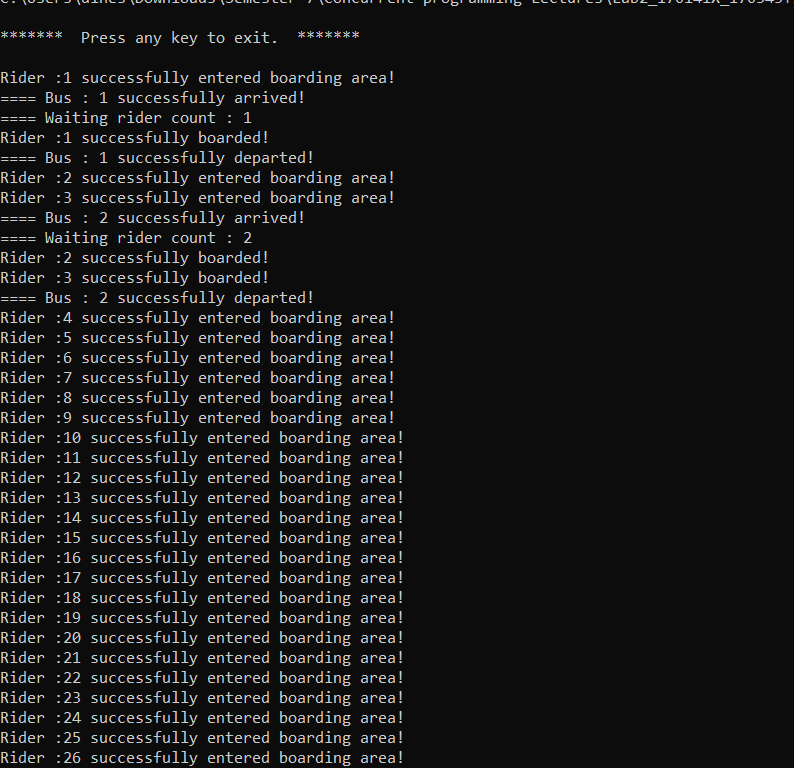 *******  Press any key to exit.  *******
Rider :1 successfully entered boarding area!
==== Bus : 1 successfully arrived!
==== Waiting rider count : 1
Rider :1 successfully boarded!
==== Bus : 1 successfully departed!
Rider :2 successfully entered boarding area!
Rider :3 successfully entered boarding area!
==== Bus : 2 successfully arrived!
==== Waiting rider count : 2
Rider :2 successfully boarded!
Rider :3 successfully boarded!
==== Bus : 2 successfully departed!
Rider :4 successfully entered boarding area!
Rider :5 successfully entered boarding area!
Rider :6 successfully entered boarding area!
Rider :7 successfully entered boarding area!
Rider :8 successfully entered boarding area!
Rider :9 successfully entered boarding area!
Rider :10 successfully entered boarding area!
Rider :11 successfully entered boarding area!
Rider :12 successfully entered boarding area!
Rider :13 successfully entered boarding area!
Rider :14 successfully entered boarding area!
Rider :15 successfully entered boarding area!
Rider :16 successfully entered boarding area!
Rider :17 successfully entered boarding area!
Rider :18 successfully entered boarding area!
Rider :19 successfully entered boarding area!
Rider :20 successfully entered boarding area!
Rider :21 successfully entered boarding area!
Rider :22 successfully entered boarding area!
Rider :23 successfully entered boarding area!
Rider :24 successfully entered boarding area!
Rider :25 successfully entered boarding area!
Rider :26 successfully entered boarding area!